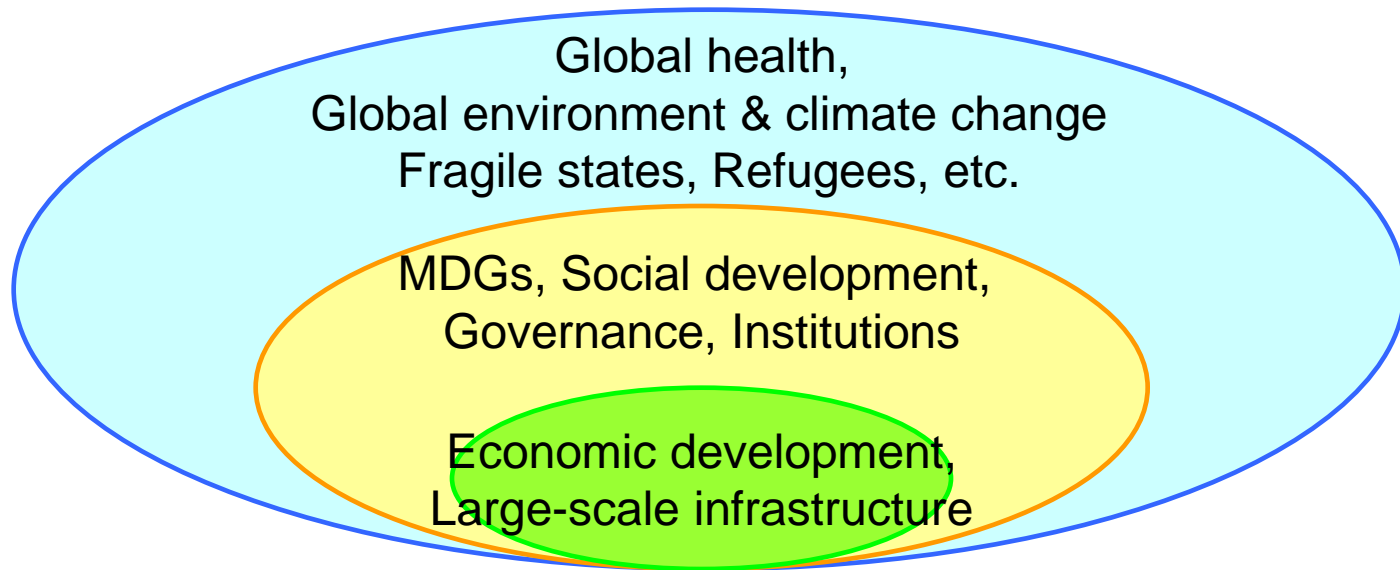 Global health,
Global environment & climate change
Fragile states, Refugees, etc.
MDGs, Social development,
Governance, Institutions
Economic development,
Large-scale infrastructure